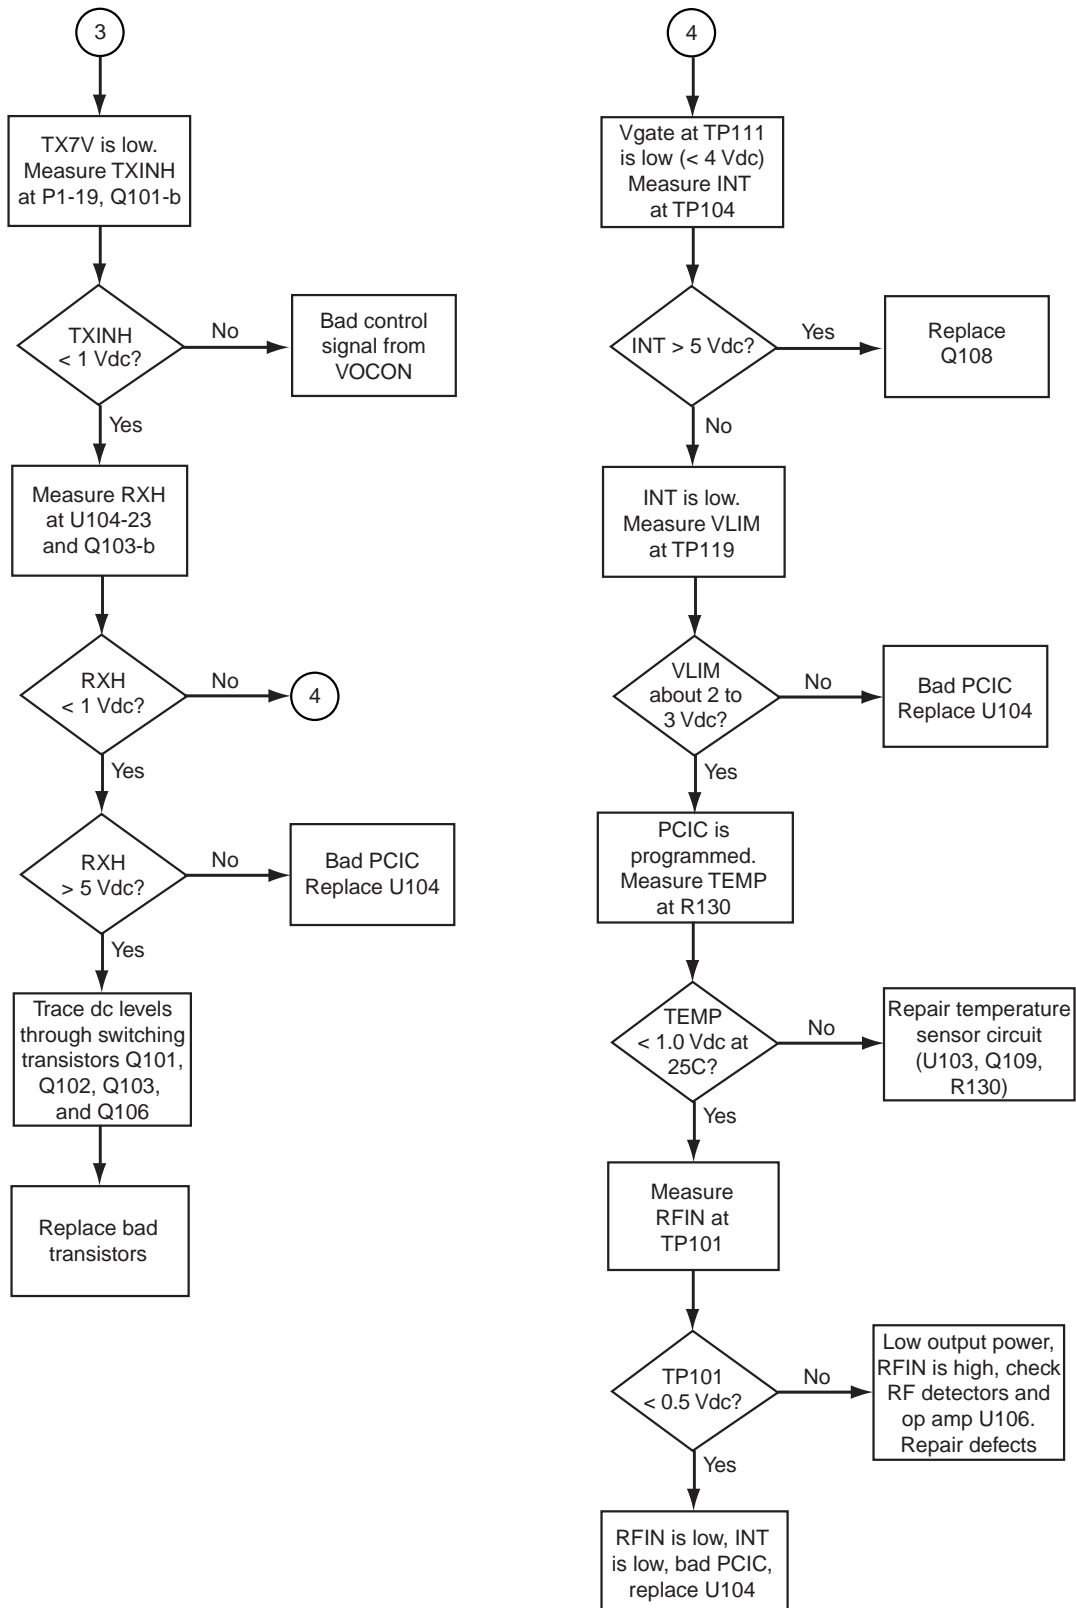 3
TX7V is low.
Measure TXINH
at P1-19, Q101-b
TXINH
< 1 Vdc?
No
Bad control
signal from
VOCON
Yes
Measure RXH
at U104-23
and Q103-b
RXH
< 1 Vdc?
No
4
Yes
RXH
> 5 Vdc?
No
Bad PCIC
Replace U104
Yes
Trace dc levels
through switching
transistors Q101,
Q102, Q103,
and Q106
Replace bad
transistors
4
Vgate at TP111
is low (< 4 Vdc)
Measure INT
at TP104
INT > 5 Vdc?
Yes
Replace
Q108
No
INT is low.
Measure VLIM
at TP119
VLIM
about 2 to
3 Vdc?
No
Bad PCIC
Replace U104
Yes
PCIC is
programmed.
Measure TEMP
at R130
TEMP
< 1.0 Vdc at
25C?
No
Repair temperature
sensor circuit
(U103, Q109,
R130)
Yes
Measure
RFIN at
TP101
TP101
< 0.5 Vdc?
No
Low output power,
RFIN is high, check
RF detectors and
op amp U106.
Repair defects
Yes
RFIN is low, INT
is low, bad PCIC,
replace U104